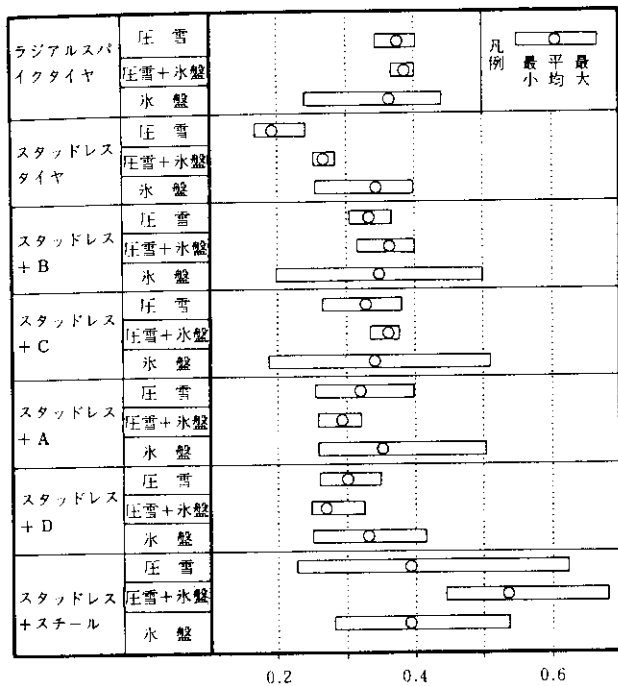 ラジアルスパ
イクタイヤ
圧雪
圧雪+氷盤
氷盤
凡例
最小
平均
最大
スタッドレス
タイヤ
圧雪
圧雪+氷盤
氷盤
スタッドレス
+B
圧雪
圧雪+氷盤
氷盤
スタッドレス
+C
圧雪
圧雪+氷盤
氷盤
スタッドレス
+A
圧雪
圧雪+氷盤
氷盤
スタッドレス
+D
圧雪
圧雪+氷盤
氷盤
スタッドレス
+スチール
圧雪
圧雪+氷盤
氷盤
0.2 0.4 0.6